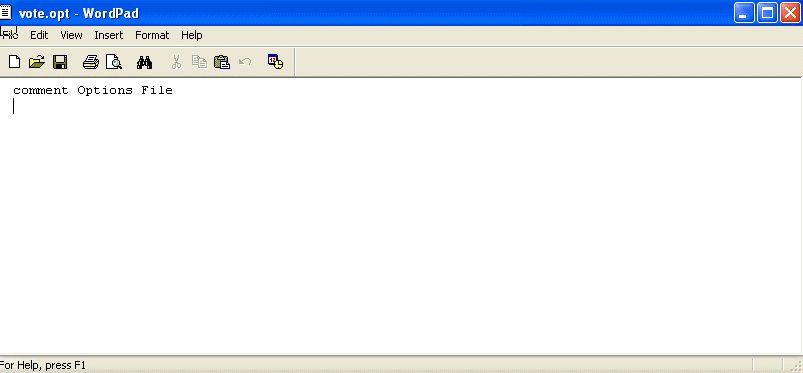 vote.opt - WordPad
File Edit View Insert Format Help
comment Options File
For Help, press F1